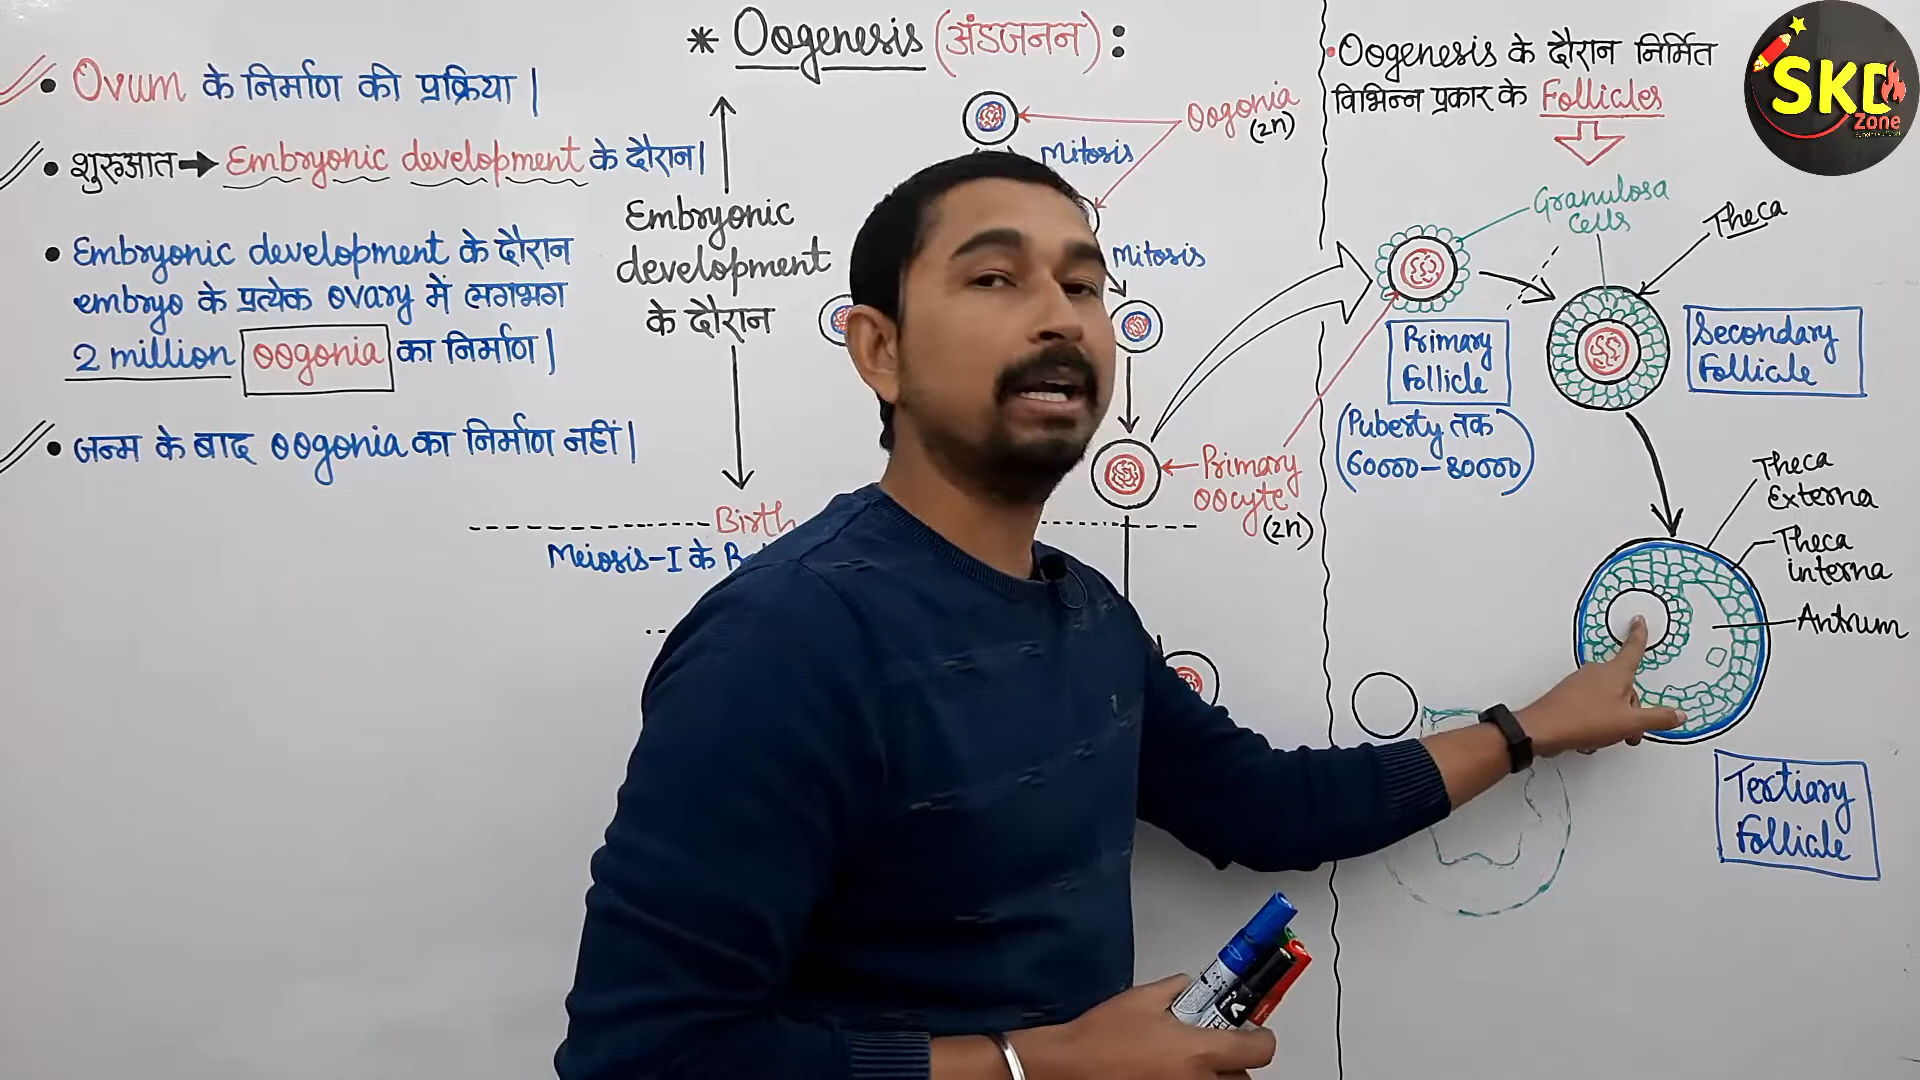 * Oogenesis (अंडजनन) :
• Ovum के निर्माण की प्रक्रिया |
• शुरुआत → Embryonic development के दौरान |
• Embryonic development के दौरान
embryo के प्रत्येक ovary में लगभग
2 million oogonia का निर्माण |
• जन्म के बाद oogonia का निर्माण नहीं |
Embryonic
development
के दौरान
Oogonia
(2n)
Mitosis
Mitosis
Primary
oocyte
(2n)
Birth
Meiosis-I के
• Oogenesis के दौरान निर्मित
विभिन्न प्रकार के Follicles
Granulosa
cells
Theca
Primary
follicle
(Puberty तक
60000-80000)
Secondary
follicle
Theca
Externa
Theca
interna
Antrum
Tertiary
follicle
SKD
Zone